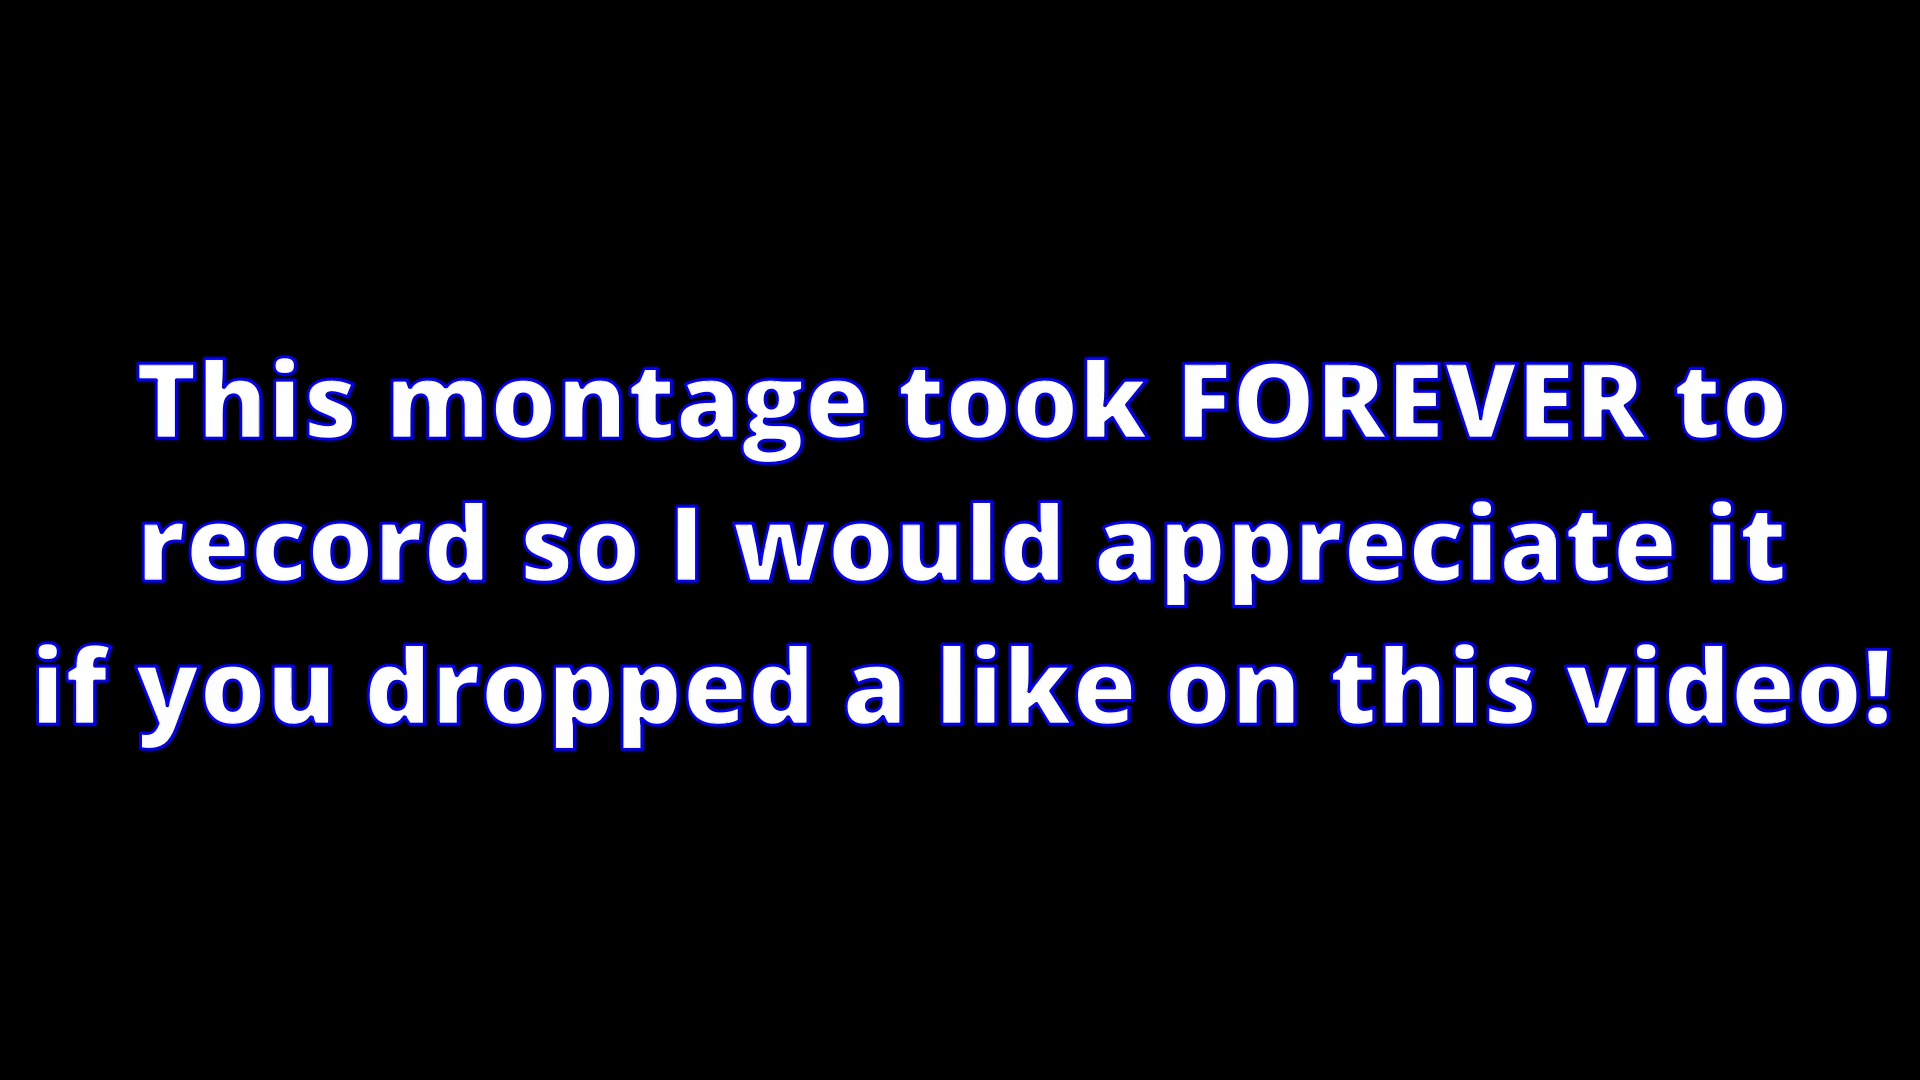 This montage took FOREVER to
record so I would appreciate it
if you dropped a like on this video!